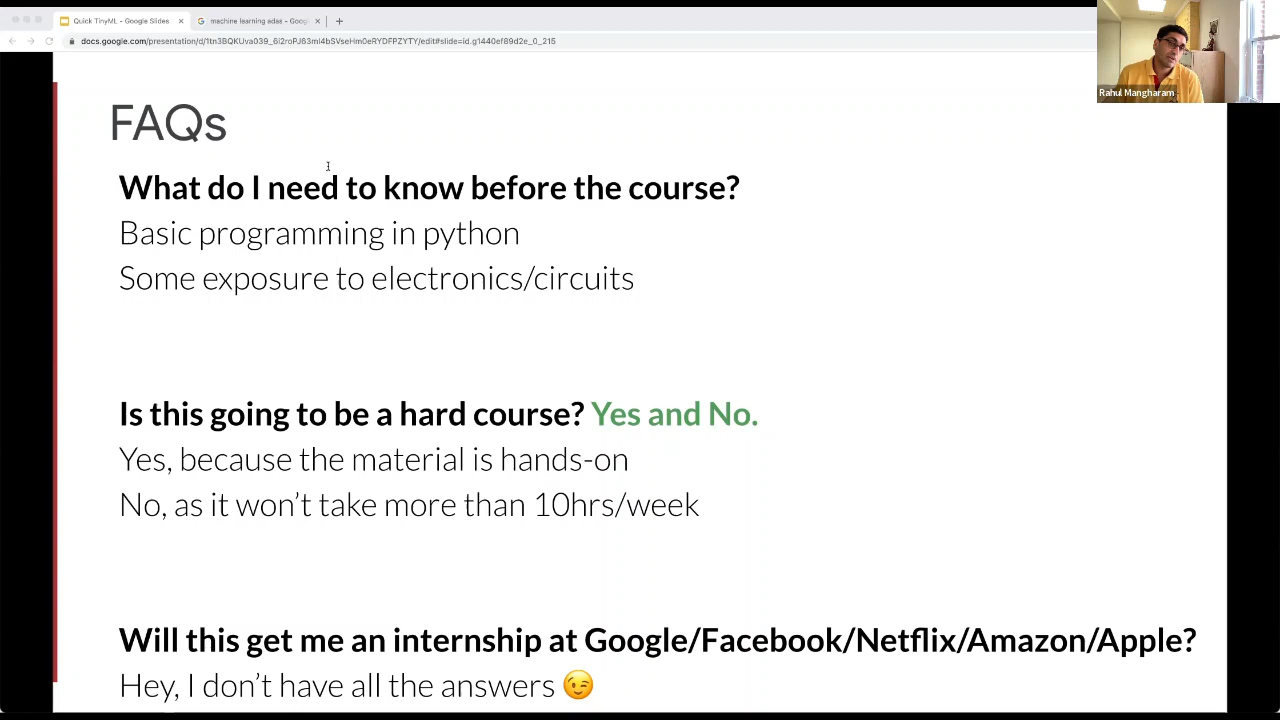 Quick TinyML - Google Slides
machine learning adas - Goog
docs.google.com/presentation/d/1tn3BQKUva039_6l2roPJ63ml4bSVseHm0eRYDFPZYTY/edit#slide=id.g1440ef89d2e_0_215
Rahul Mangharam
FAQs
What do I need to know before the course?
Basic programming in python
Some exposure to electronics/circuits
Is this going to be a hard course? Yes and No.
Yes, because the material is hands-on
No, as it won’t take more than 10hrs/week
Will this get me an internship at Google/Facebook/Netflix/Amazon/Apple?
Hey, I don’t have all the answers 😉